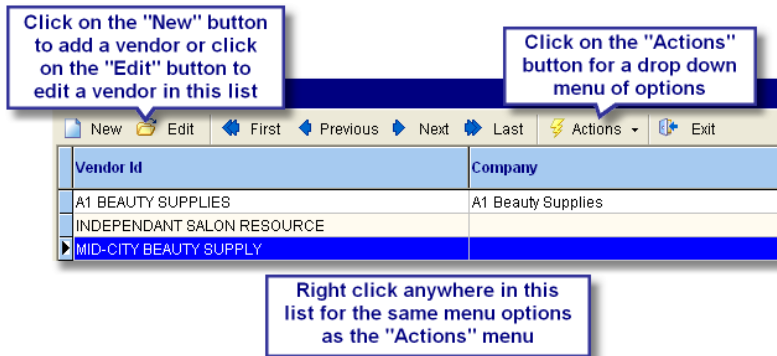 Click on the "New" button
to add a vendor or click
on the "Edit" button to
edit a vendor in this list
Click on the "Actions"
button for a drop down
menu of options
New Edit First Previous Next Last Actions Exit
Vendor Id Company
A1 BEAUTY SUPPLIES A1 Beauty Supplies
INDEPENDANT SALON RESOURCE
MID-CITY BEAUTY SUPPLY
Right click anywhere in this
list for the same menu options
as the "Actions" menu